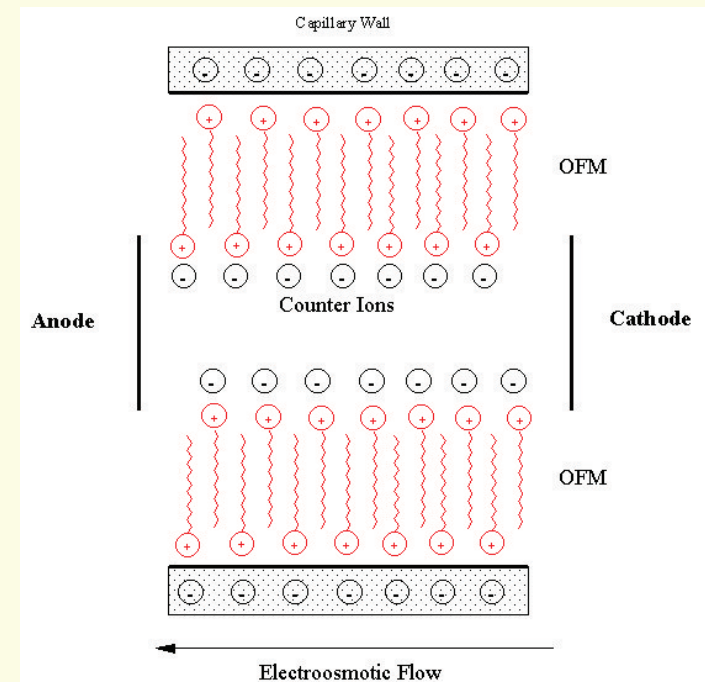 Capillary Wall
- - - - - - -
+ + + + + + +
OFM
+ + + + + + +
- - - - - - -
Counter Ions
Anode
Cathode
- - - - - - -
+ + + + + + +
OFM
+ + + + + + +
- - - - - - -
Electroosmotic Flow